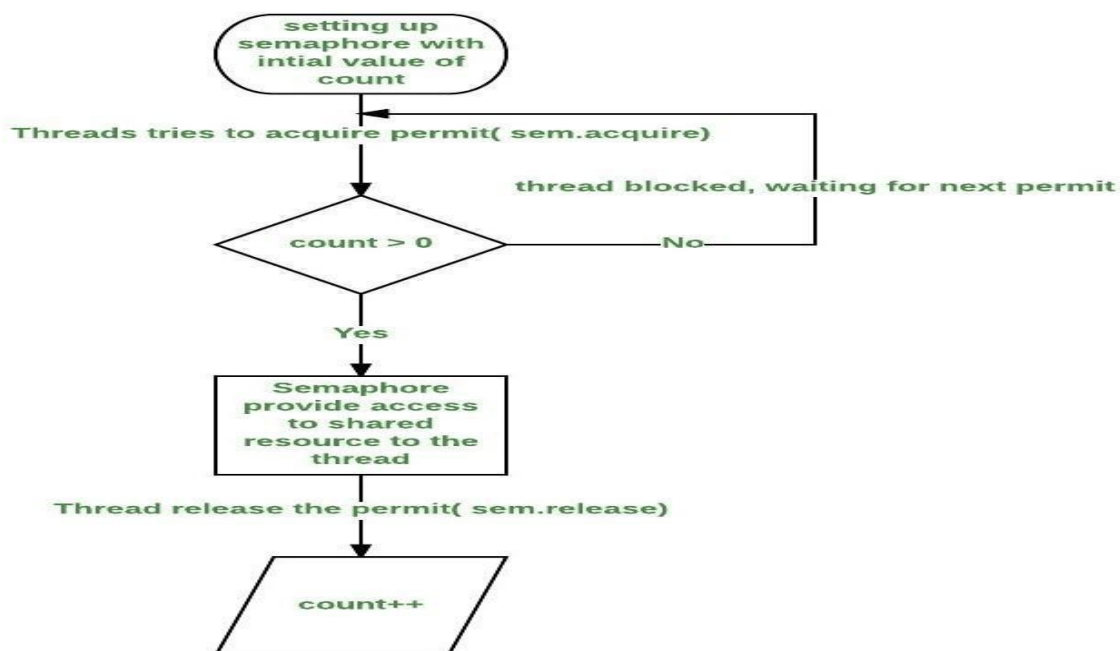 setting up
semaphore with
intial value of
count
Threads tries to acquire permit( sem.acquire)
thread blocked, waiting for next permit
count > 0
No
Yes
Semaphore
provide access
to shared
resource to the
thread
Thread release the permit( sem.release)
count++